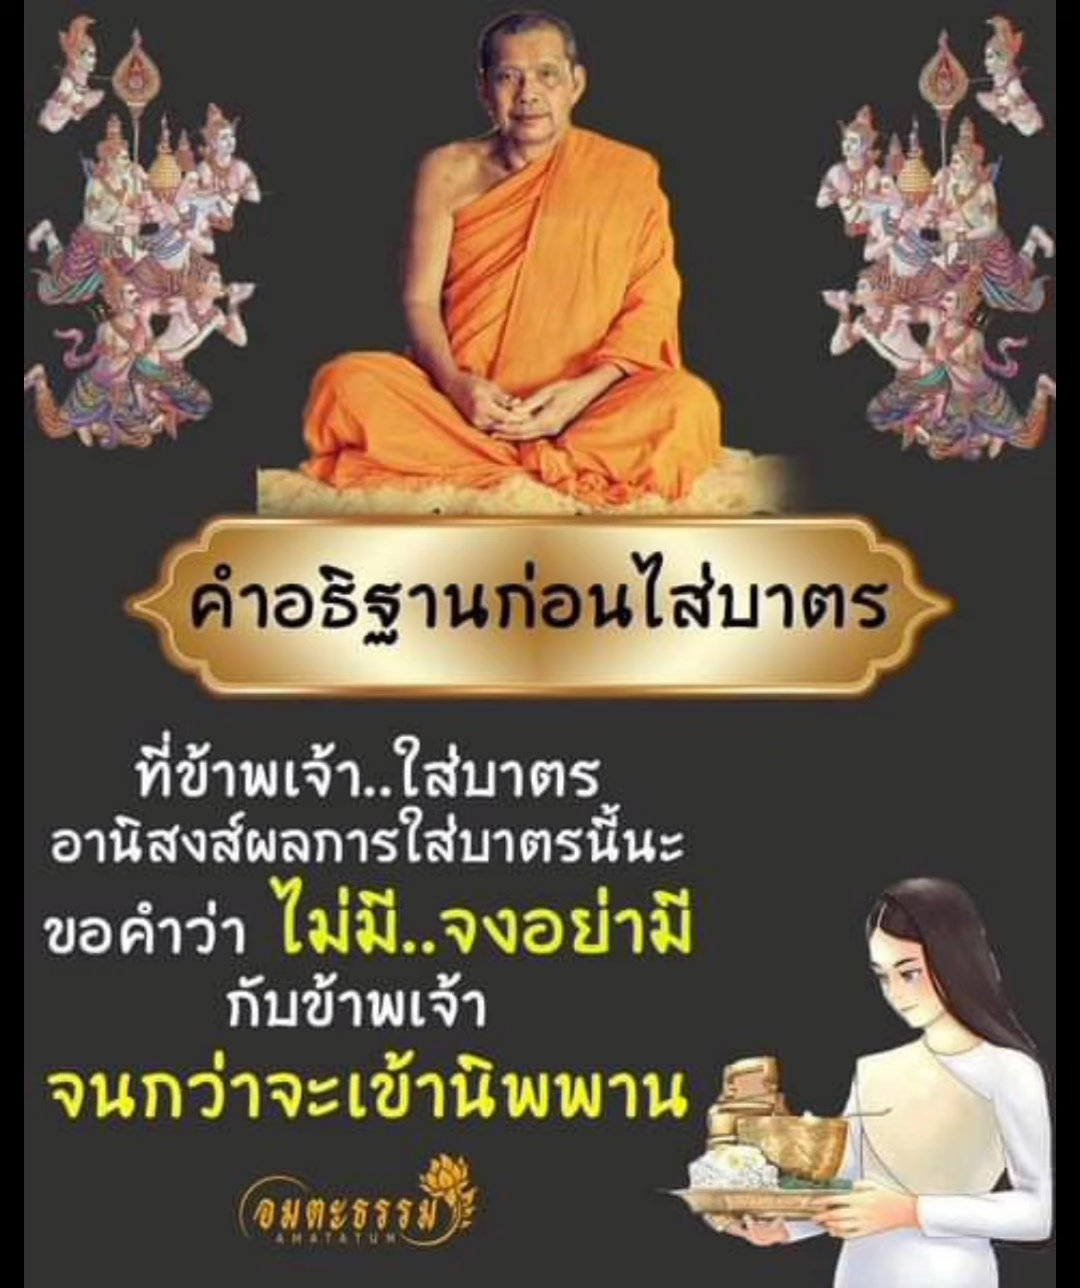 คำอธิฐานก่อนไส่บาตร
ที่ข้าพเจ้า..ใส่บาตร
อานิสงส์ผลการใส่บาตรนี้นะ
ขอคำว่า ไม่มี..จงอย่ามี
กับข้าพเจ้า
จนกว่าจะเข้านิพพาน
อมตะธรรม
AMATATUM